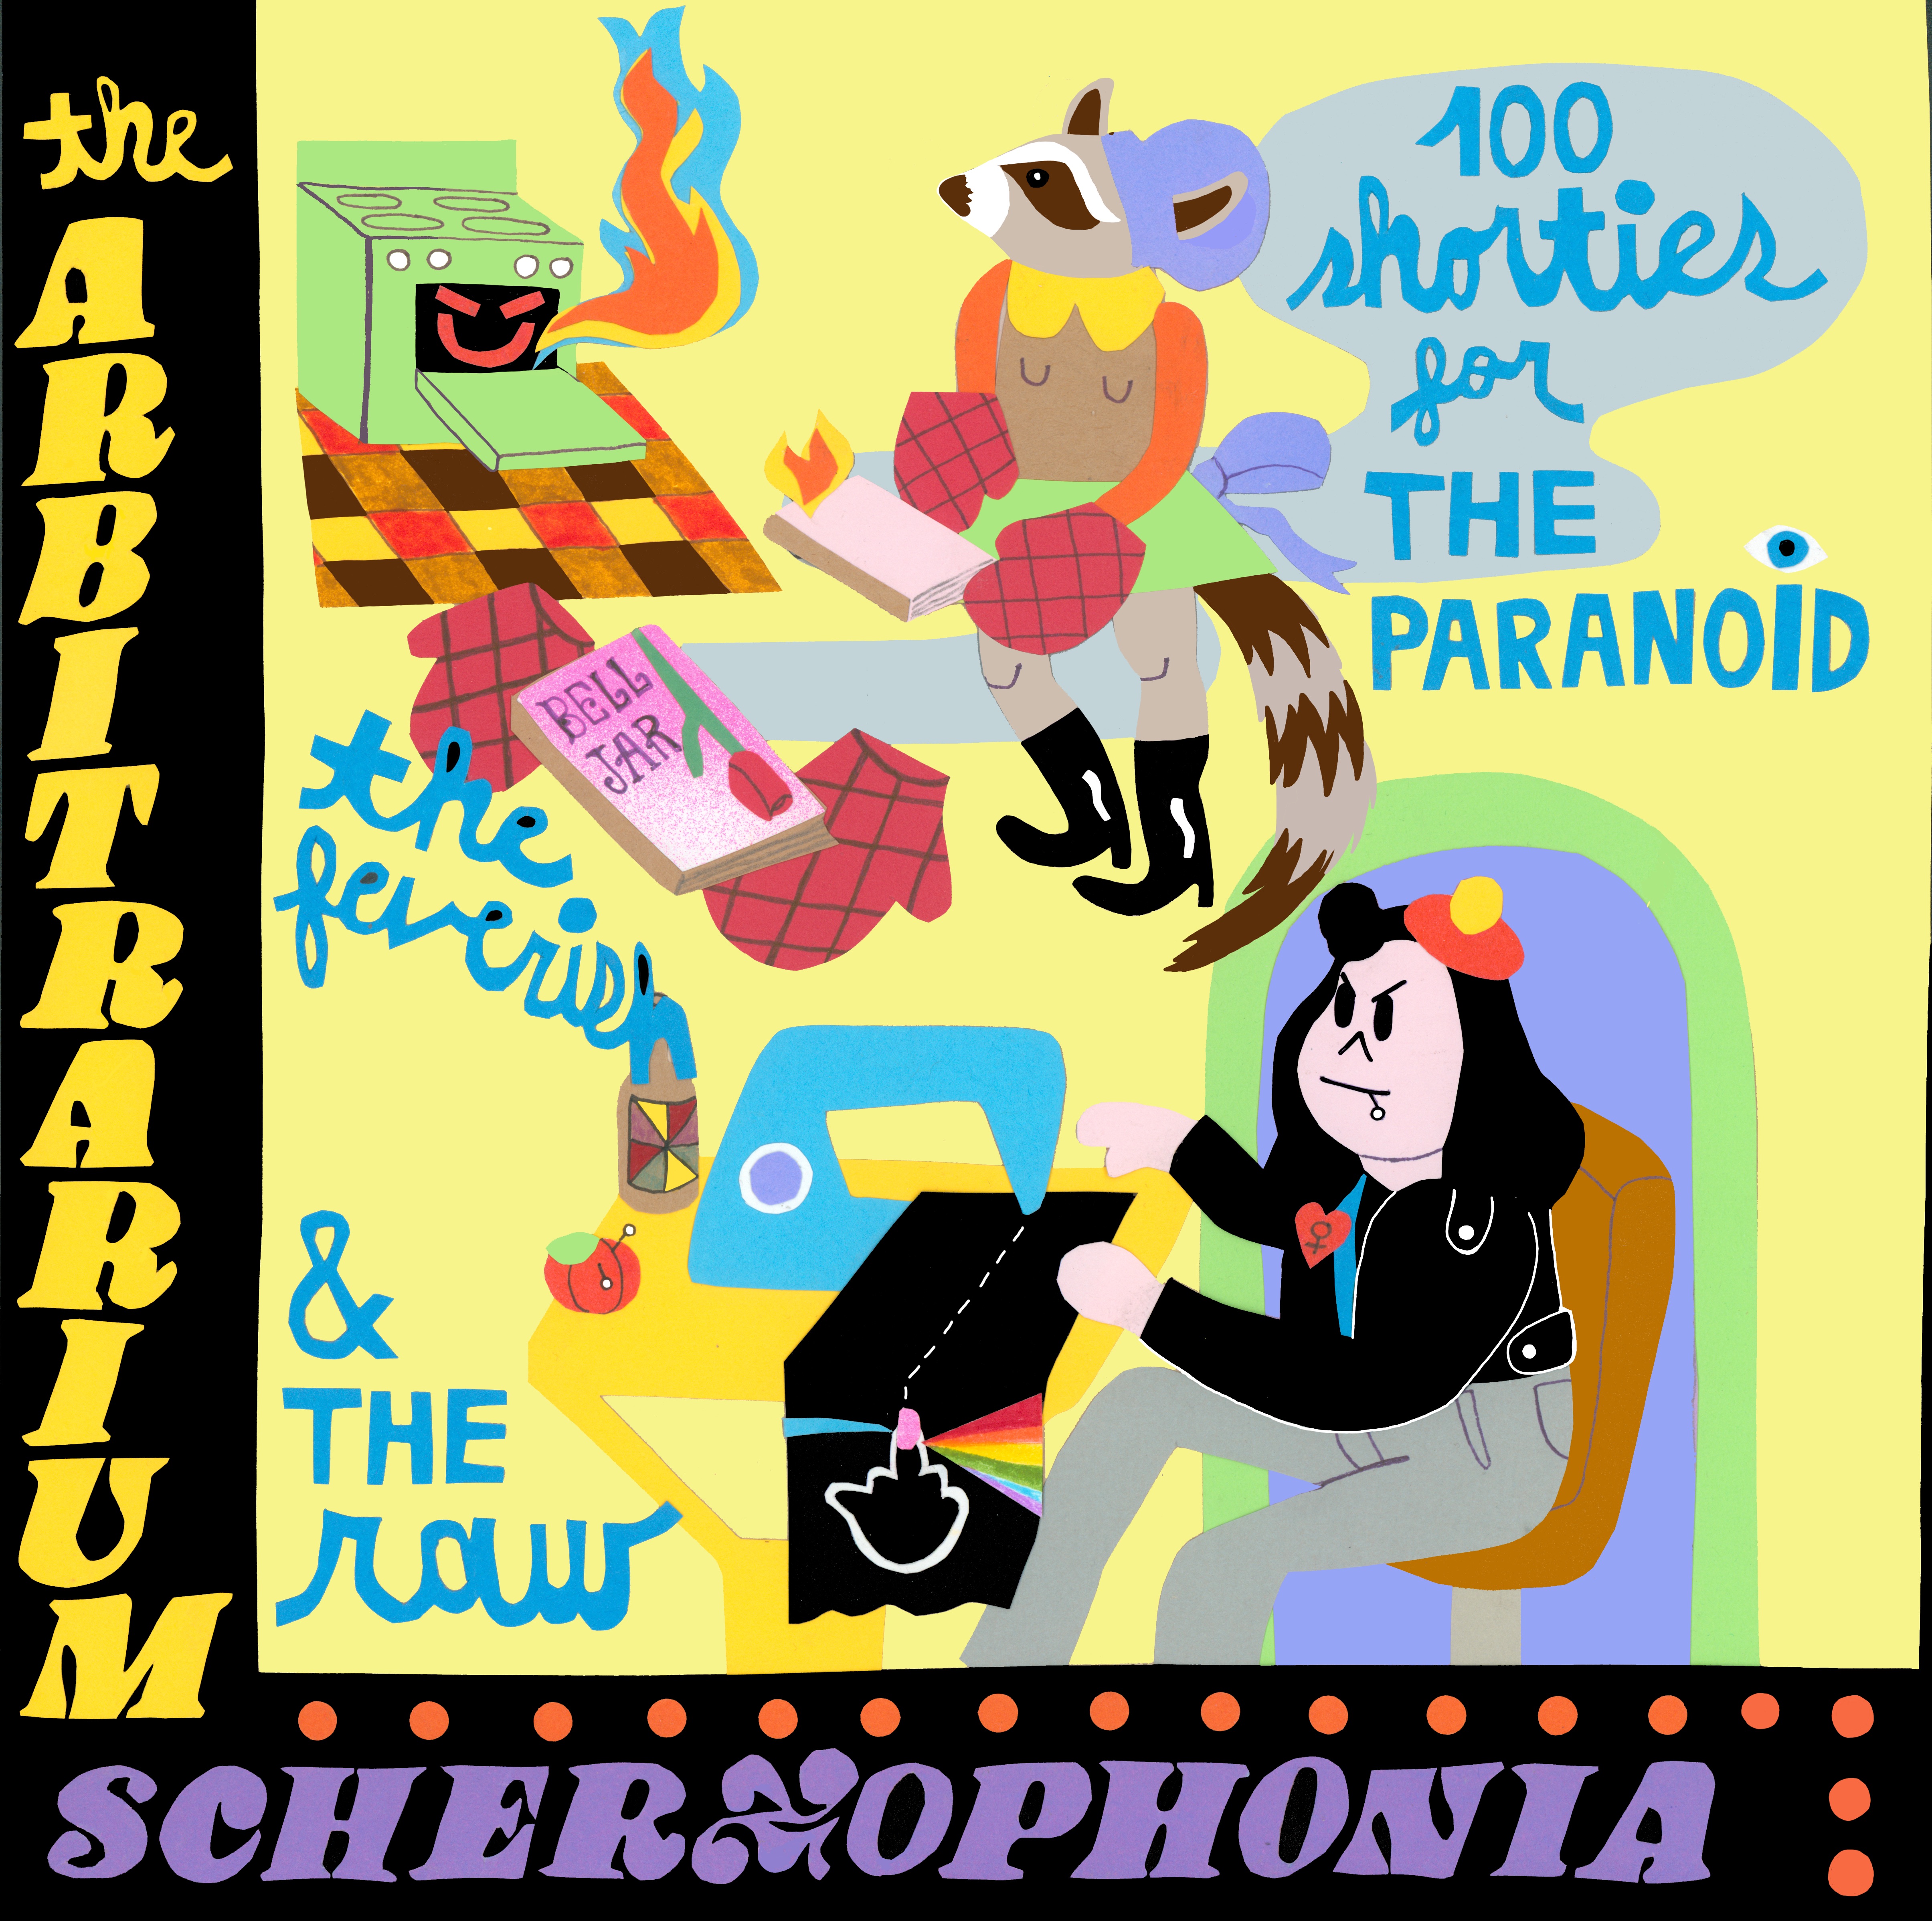 the
ARBITRARIUM
100
shorties
for
THE
PARANOID
BELL
JAR
the
feverish
&
THE
raw
SCHERZOPHONIA